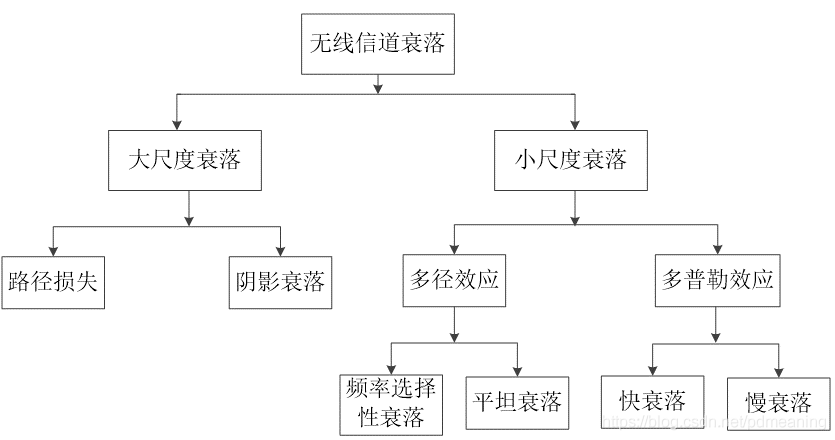 无线信道衰落
大尺度衰落
小尺度衰落
路径损失
阴影衰落
多径效应
多普勒效应
频率选择
性衰落
平坦衰落
快衰落
慢衰落
https://blog.csdn.net/pdmeaning